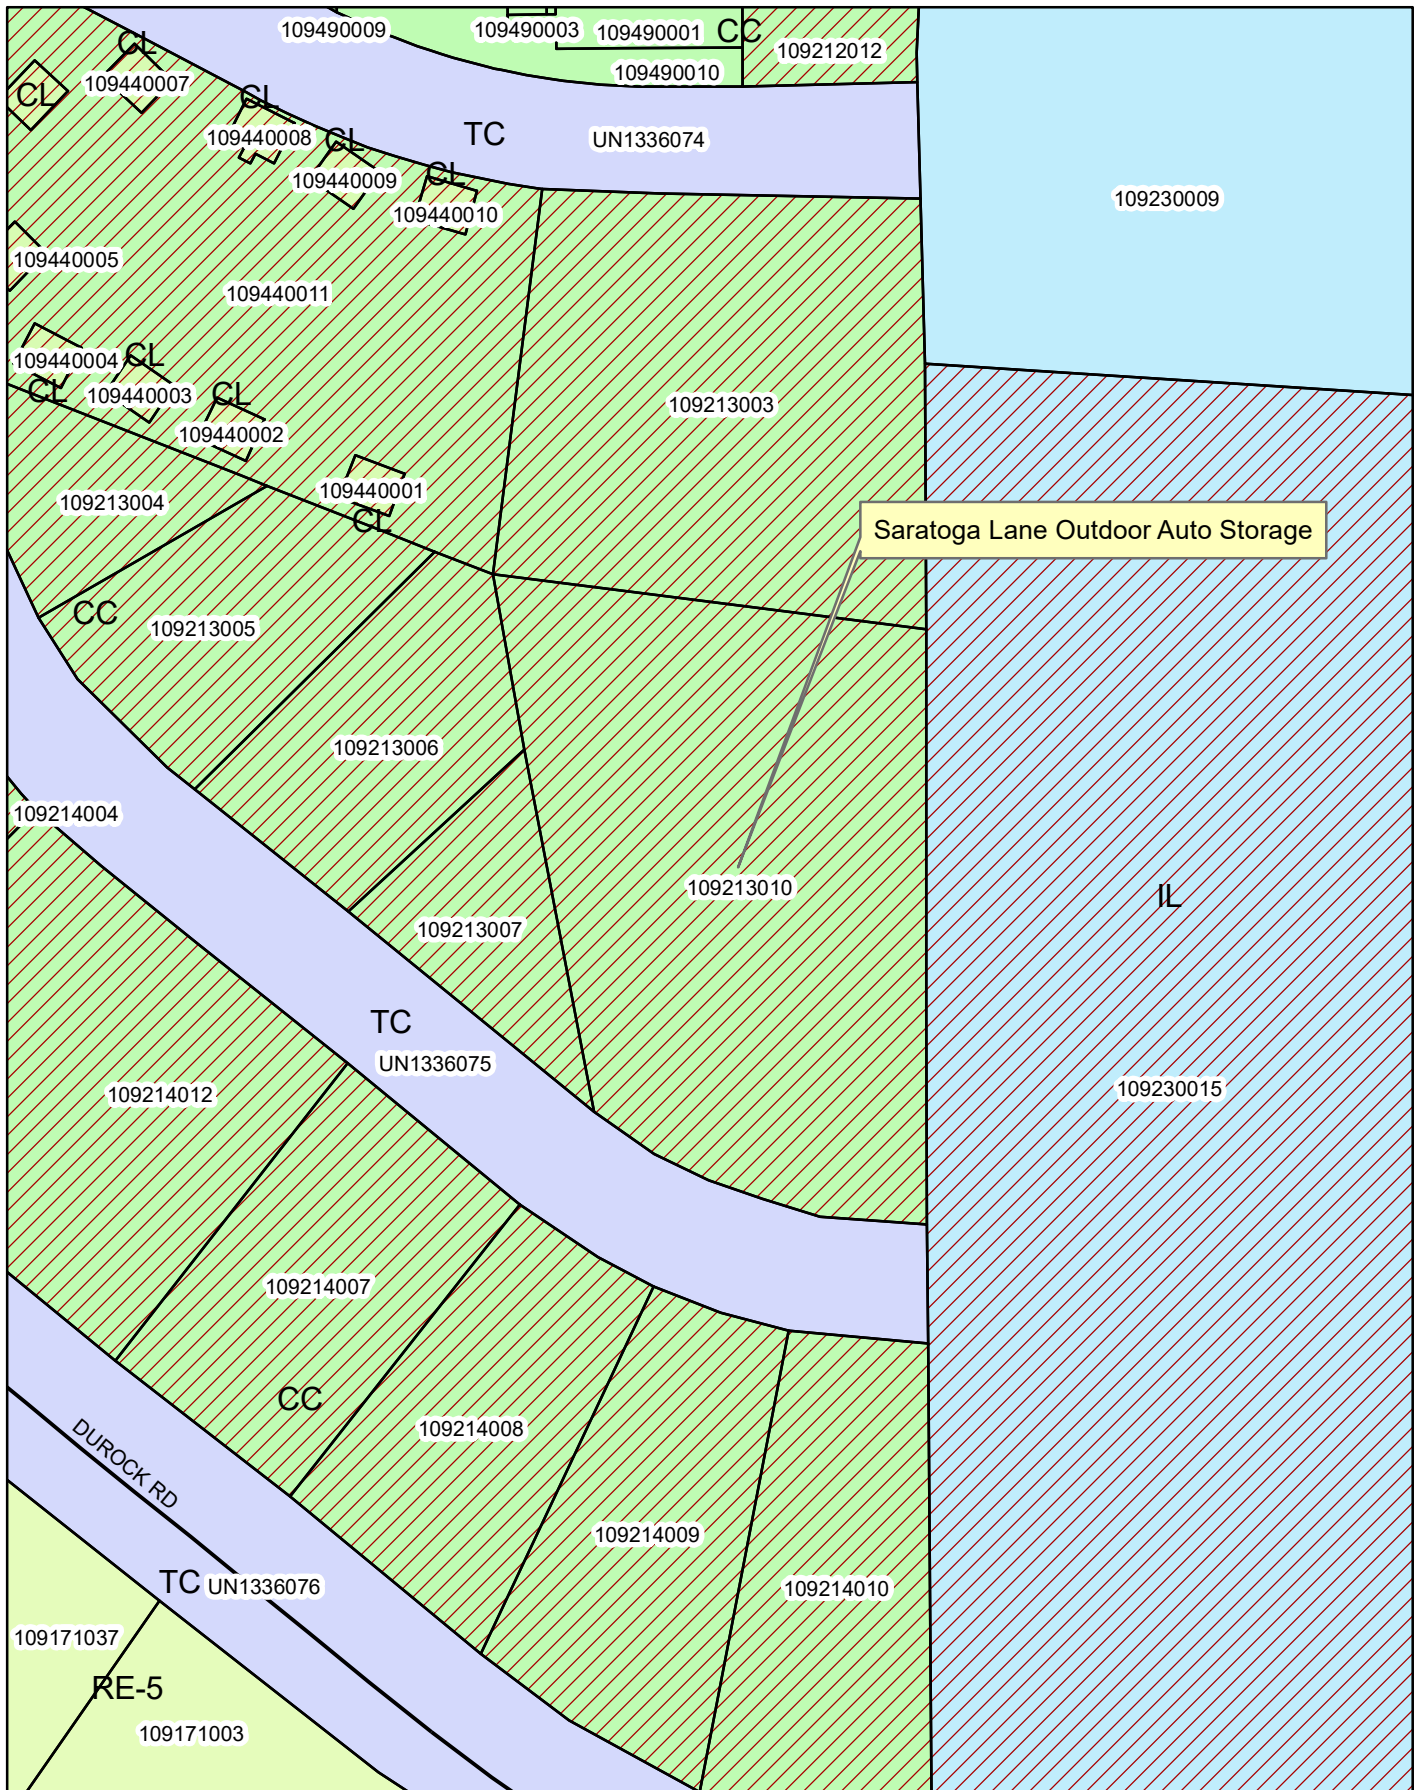 109490009
109490003
109490001
CC
109212012
CL
109440007
109490010
CL
CL
109440008
CL
TC
UN1336074
109440009
CL
109440010
109230009
109440005
109440011
109440004
CL
CL
109440003
CL
109440002
109213003
109213004
109440001
CL
Saratoga Lane Outdoor Auto Storage
CC
109213005
109213006
109214004
109213010
IL
109213007
TC
UN1336075
109214012
109230015
109214007
CC
109214008
DUROCK RD
109214009
TC
UN1336076
109214010
109171037
RE-5
109171003